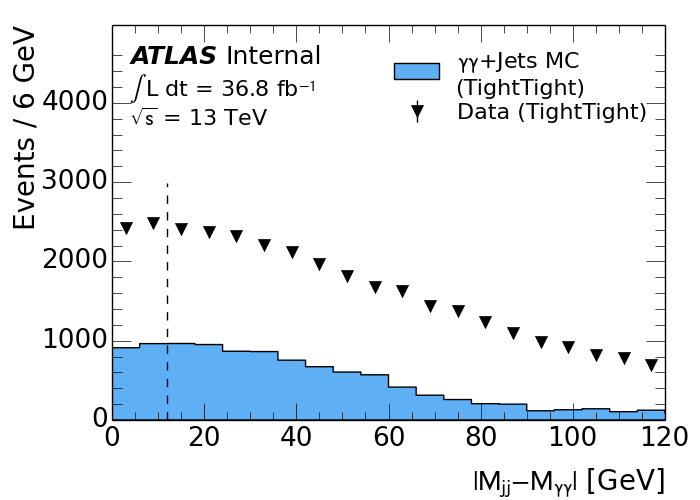 ATLAS Internal
∫L dt = 36.8 fb⁻¹
√s = 13 TeV
γγ+Jets MC
(TightTight)
Data (TightTight)
Events / 6 GeV
4000
3000
2000
1000
0
0 20 40 60 80 100 120
|Mjj−Mγγ| [GeV]